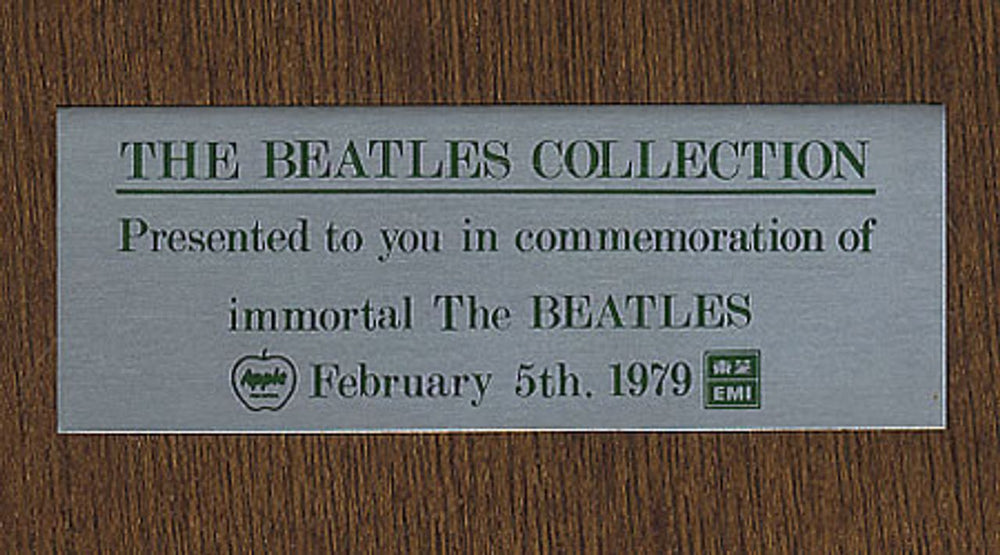 THE BEATLES COLLECTION
Presented to you in commemoration of
immortal The BEATLES
Apple February 5th. 1979 東芝 EMI